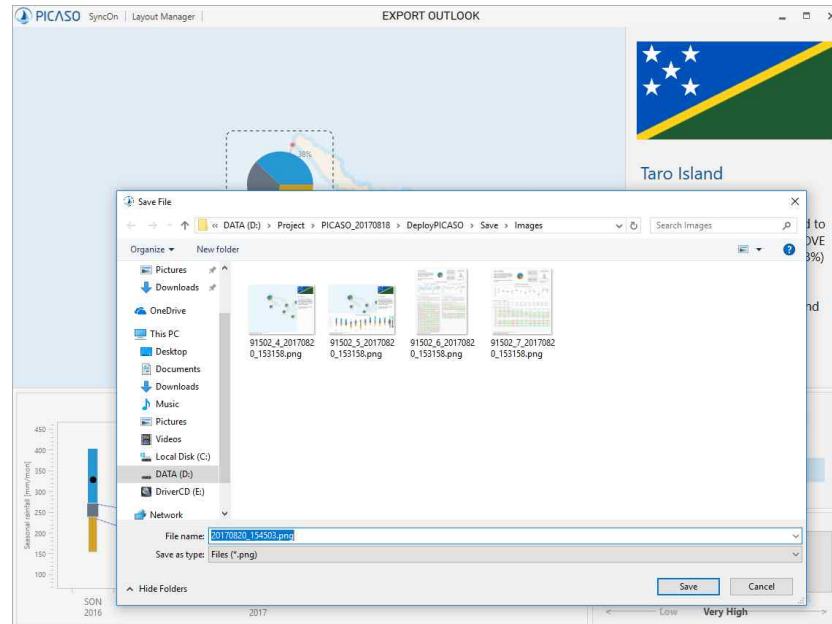 PICASO SyncOn | Layout Manager |
EXPORT OUTLOOK
38%
Taro Island
d to
OVE
3%)
nd
Save File
« DATA (D:) > Project > PICASO_20170818 > DeployPICASO > Save > Images
Search Images
Organize
New folder
Pictures
Downloads
OneDrive
This PC
Desktop
Documents
Downloads
Music
Pictures
Videos
Local Disk (C:)
DATA (D:)
DriverCD (E:)
Network
91502_4_2017082
0_153158.png
91502_5_2017082
0_153158.png
91502_6_2017082
0_153158.png
91502_7_2017082
0_153158.png
File name: 20170820_154503.png
Save as type: Files (*.png)
Hide Folders
Save
Cancel
Seasonal rainfall [mm/mon]
450
400
350
300
250
200
150
100
SON
2016
2017
Low
Very High